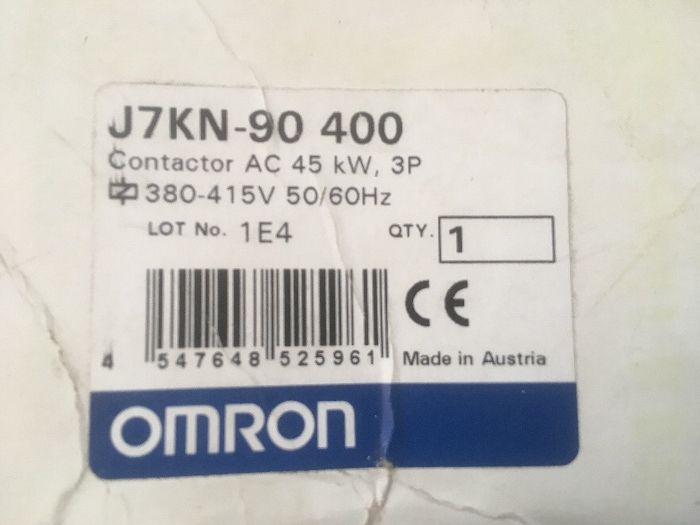 J7KN-90 400
Contactor AC 45 kW, 3P
380-415V 50/60Hz
LOT No. 1E4 QTY. 1
4 547648 525961
CE
Made in Austria
OMRON